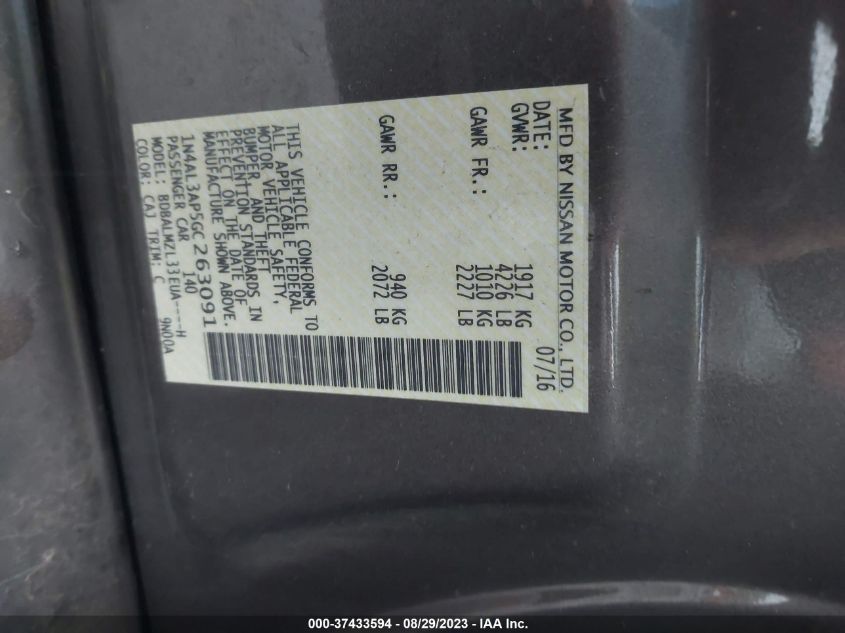 MFD BY NISSAN MOTOR CO., LTD.
DATE: 07/16
GVWR: 1917 KG
4226 LB
GAWR FR.: 1010 KG
2227 LB
GAWR RR.: 940 KG
2072 LB
THIS VEHICLE CONFORMS TO
ALL APPLICABLE FEDERAL
MOTOR VEHICLE SAFETY,
BUMPER AND THEFT
PREVENTION STANDARDS IN
EFFECT ON THE DATE OF
MANUFACTURE SHOWN ABOVE.
1N4AL3AP5GC263091
PASSENGER CAR 140
MODEL: BDBALMZL33EUA----H
COLOR: CAJ TRIM: C 9N00A
000-37433594 - 08/29/2023 - IAA Inc.